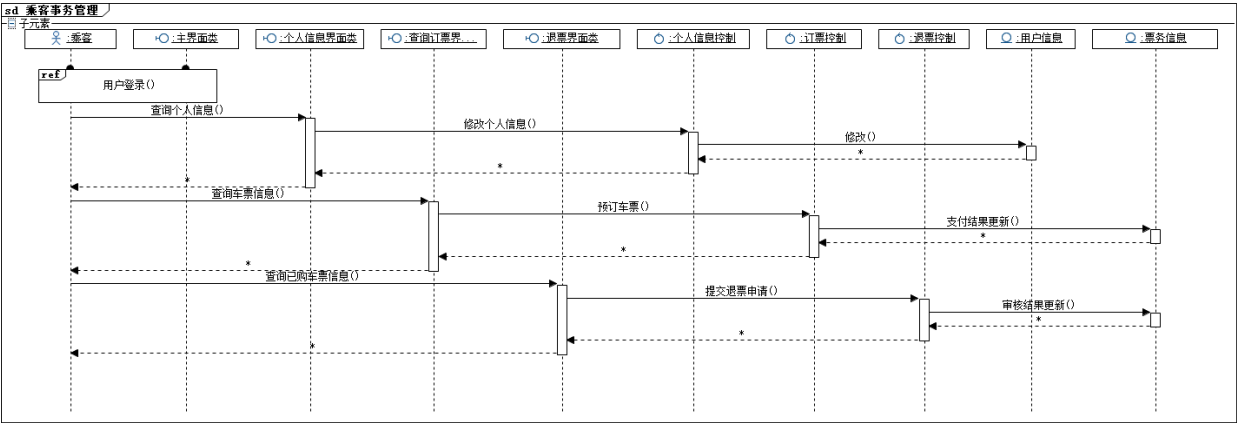 sd 乘客事务管理
子元素
:乘客
:主界面类
:个人信息界面类
:查询订票界...
:退票界面类
:个人信息控制
:订票控制
:退票控制
:用户信息
:票务信息
ref
用户登录()
查询个人信息()
修改个人信息()
修改()
*
*
*
查询车票信息()
预订车票()
支付结果更新()
*
*
*
查询已购车票信息()
提交退票申请()
审核结果更新()
*
*
*